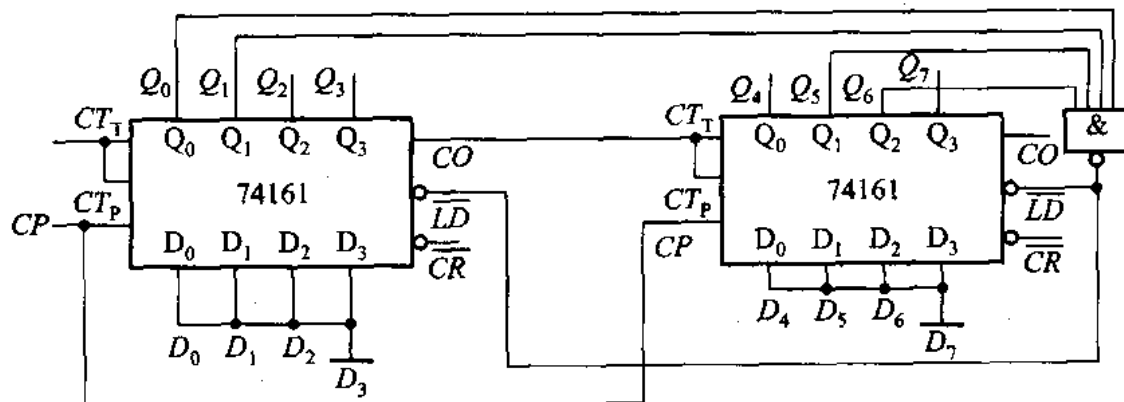 Q0 Q1 Q2 Q3 Q4 Q5 Q6 Q7
CTT Q0 Q1 Q2 Q3 CO CTT Q0 Q1 Q2 Q3 CO &
74161 74161
CP CTP LD CTP CP LD
D0 D1 D2 D3 CR D0 D1 D2 D3 CR
D0 D1 D2 D3 D4 D5 D6 D7